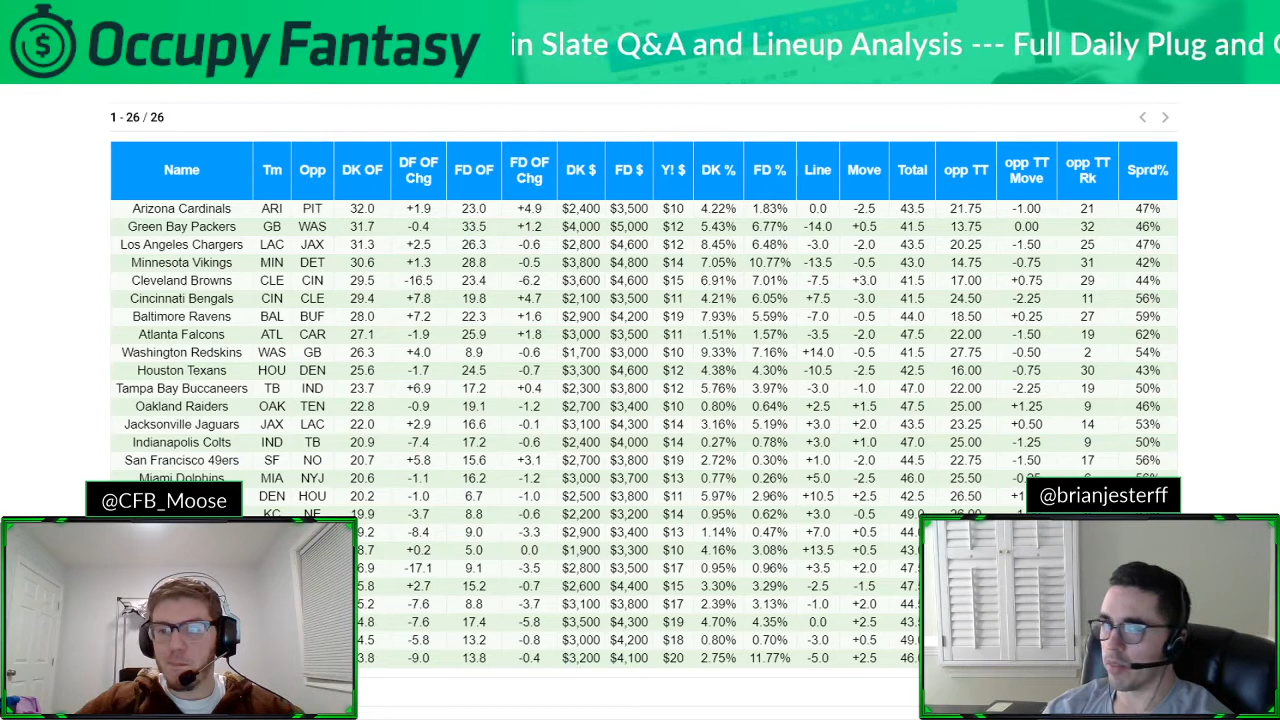 $ Occupy Fantasy
in Slate Q&A and Lineup Analysis --- Full Daily Plug and
1 - 26 / 26
Name Tm Opp DK OF DF OF Chg FD OF FD OF Chg DK $ FD $ Y! $ DK % FD % Line Move Total opp TT opp TT Move opp TT Rk Sprd%
Arizona Cardinals ARI PIT 32.0 +1.9 23.0 +4.9 $2,400 $3,500 $10 4.22% 1.83% 0.0 -2.5 43.5 21.75 -1.00 21 47%
Green Bay Packers GB WAS 31.7 -0.4 33.5 +1.2 $4,000 $5,000 $12 5.43% 6.77% -14.0 +0.5 41.5 13.75 0.00 32 46%
Los Angeles Chargers LAC JAX 31.3 +2.5 26.3 -0.6 $2,800 $4,600 $12 8.45% 6.48% -3.0 -2.0 43.5 20.25 -1.50 25 47%
Minnesota Vikings MIN DET 30.6 +1.3 28.8 -0.5 $3,800 $4,800 $14 7.05% 10.77% -13.5 -0.5 43.0 14.75 -0.75 31 42%
Cleveland Browns CLE CIN 29.5 -16.5 23.4 -6.2 $3,600 $4,600 $15 6.91% 7.01% -7.5 +3.0 41.5 17.00 +0.75 29 44%
Cincinnati Bengals CIN CLE 29.4 +7.8 19.8 +4.7 $2,100 $3,500 $11 4.21% 6.05% +7.5 -3.0 41.5 24.50 -2.25 11 56%
Baltimore Ravens BAL BUF 28.0 +7.2 22.3 +1.6 $2,900 $4,200 $19 7.93% 5.59% -7.0 -0.5 44.0 18.50 +0.25 27 59%
Atlanta Falcons ATL CAR 27.1 -1.9 25.9 +1.8 $3,000 $3,500 $11 1.51% 1.57% -3.5 -2.0 47.5 22.00 -1.50 19 62%
Washington Redskins WAS GB 26.3 +4.0 8.9 -0.6 $1,700 $3,000 $10 9.33% 7.16% +14.0 -0.5 41.5 27.75 -0.50 2 54%
Houston Texans HOU DEN 25.6 -1.7 24.5 -0.7 $3,300 $4,600 $12 4.38% 4.30% -10.5 -2.5 42.5 16.00 -0.75 30 43%
Tampa Bay Buccaneers TB IND 23.7 +6.9 17.2 +0.4 $2,300 $3,800 $12 5.76% 3.97% -3.0 -1.0 47.0 22.00 -2.25 19 50%
Oakland Raiders OAK TEN 22.8 -0.9 19.1 -1.2 $2,700 $3,400 $10 0.80% 0.64% +2.5 +1.5 47.5 25.00 +1.25 9 46%
Jacksonville Jaguars JAX LAC 22.0 +2.9 16.6 -0.1 $3,100 $4,300 $14 3.16% 5.19% +3.0 +2.0 43.5 23.25 +0.50 14 53%
Indianapolis Colts IND TB 20.9 -7.4 17.2 -0.6 $2,400 $4,000 $14 0.27% 0.78% +3.0 +1.0 47.0 25.00 -1.25 9 50%
San Francisco 49ers SF NO 20.7 +5.8 15.6 +3.1 $2,700 $3,800 $19 2.72% 0.30% +1.0 -2.0 44.5 22.75 -1.50 17 56%
Miami Dolphins MIA NYJ 20.6 -1.1 16.2 -1.2 $3,000 $3,700 $13 0.77% 0.26% +5.0 -2.5 46.0 25.50
DEN HOU 20.2 -1.0 6.7 -1.0 $2,500 $3,800 $11 5.97% 2.96% +10.5 +2.5 42.5 26.50
KC NE 19.9 -3.7 8.8 -0.6 $2,200 $3,200 $14 0.95% 0.62% +3.0 -0.5 49.0 26.00
9.2 -8.4 9.0 -3.3 $2,900 $3,400 $13 1.14% 0.47% +7.0 +0.5 44.
8.7 +0.2 5.0 0.0 $1,900 $3,300 $10 4.16% 3.08% +13.5 +0.5 43.
6.9 -17.1 9.1 -3.5 $2,800 $3,500 $17 0.95% 0.96% +3.5 +2.0 47.
5.8 +2.7 15.2 -0.7 $2,600 $4,400 $15 3.30% 3.29% -2.5 -1.5 47.
5.2 -7.6 8.8 -3.7 $3,100 $3,800 $17 2.39% 3.13% -1.0 +2.0 44.
4.8 -7.6 17.4 -5.8 $3,500 $4,300 $19 4.70% 4.35% 0.0 +2.5 43.
4.5 -5.8 13.2 -0.8 $3,000 $4,200 $18 0.80% 0.70% -3.0 +0.5 49.
3.8 -9.0 13.8 -0.4 $3,200 $4,100 $20 2.75% 11.77% -5.0 +2.5 46.
@CFB_Moose
@brianjesterff